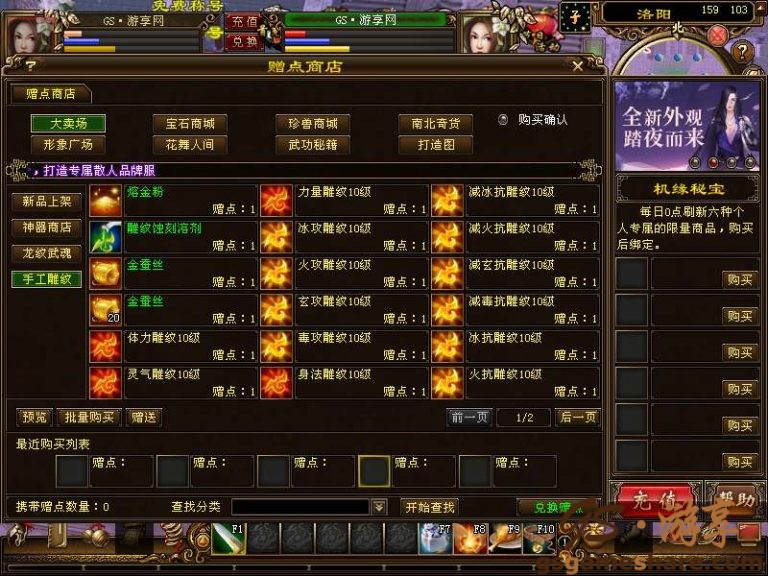 免费称号
号
GS·游享网
充值
兑换
GS·游享网
洛阳
159 103
北
?
赠点商店
?
赠点商店
大卖场
宝石商城
珍兽商城
南北奇货
购买确认
形象广场
花舞人间
武功秘籍
打造图
，打造专属散人品牌服
新品上架
神器商店
龙纹武魂
手工雕纹
熔金粉
赠点：1
力量雕纹10级
赠点：1
减冰抗雕纹10级
赠点：1
雕纹蚀刻溶剂
赠点：1
冰攻雕纹10级
赠点：1
减火抗雕纹10级
赠点：1
金蚕丝
赠点：1
火攻雕纹10级
赠点：1
减玄抗雕纹10级
赠点：1
金蚕丝
20
赠点：1
玄攻雕纹10级
赠点：1
减毒抗雕纹10级
赠点：1
体力雕纹10级
赠点：1
毒攻雕纹10级
赠点：1
冰抗雕纹10级
赠点：1
灵气雕纹10级
赠点：1
身法雕纹10级
赠点：1
火抗雕纹10级
赠点：1
预览
批量购买
赠送
前一页
1/2
后一页
最近购买列表
赠点：
赠点：
赠点：
赠点：
赠点：
携带赠点数量：0
查找分类
开始查找
兑换赠点
全新外观
踏夜而来
机缘秘宝
每日0点刷新六种个
人专属的限量商品，购买
后绑定。
购买
购买
购买
购买
购买
购买
充值
帮助
F1
F7
F8
F9
F10
游享
gsgameshare.com